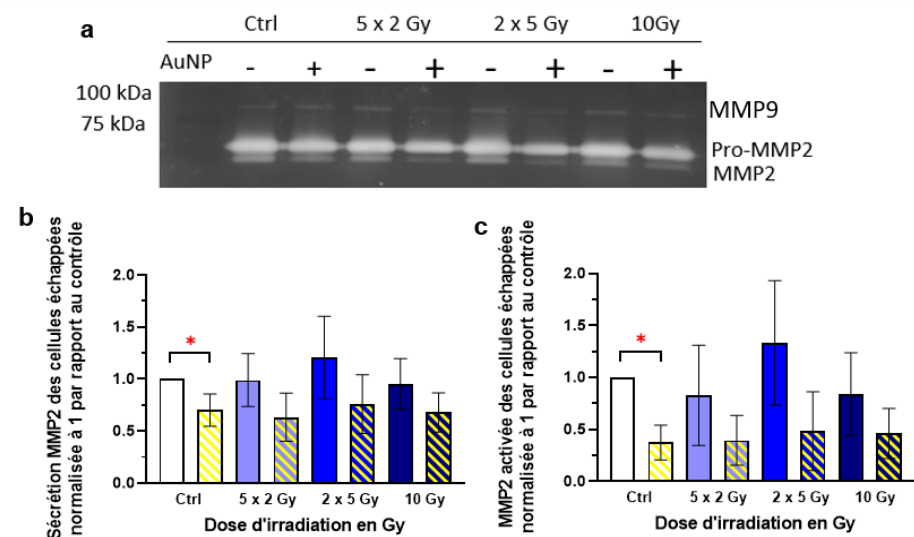 a
Ctrl 5 x 2 Gy 2 x 5 Gy 10Gy
AuNP - + - + - + - +
100 kDa
75 kDa
MMP9
Pro-MMP2
MMP2
b
Sécrétion MMP2 des cellules échappées
normalisée à 1 par rapport au contrôle
2.0
1.5
1.0
0.5
0.0
*
Ctrl 5 x 2 Gy 2 x 5 Gy 10 Gy
Dose d'irradiation en Gy
c
MMP2 activée des cellules échappées
normalisée à 1 par rapport au contrôle
2.0
1.5
1.0
0.5
0.0
*
Ctrl 5 x 2 Gy 2 x 5 Gy 10 Gy
Dose d'irradiation en Gy